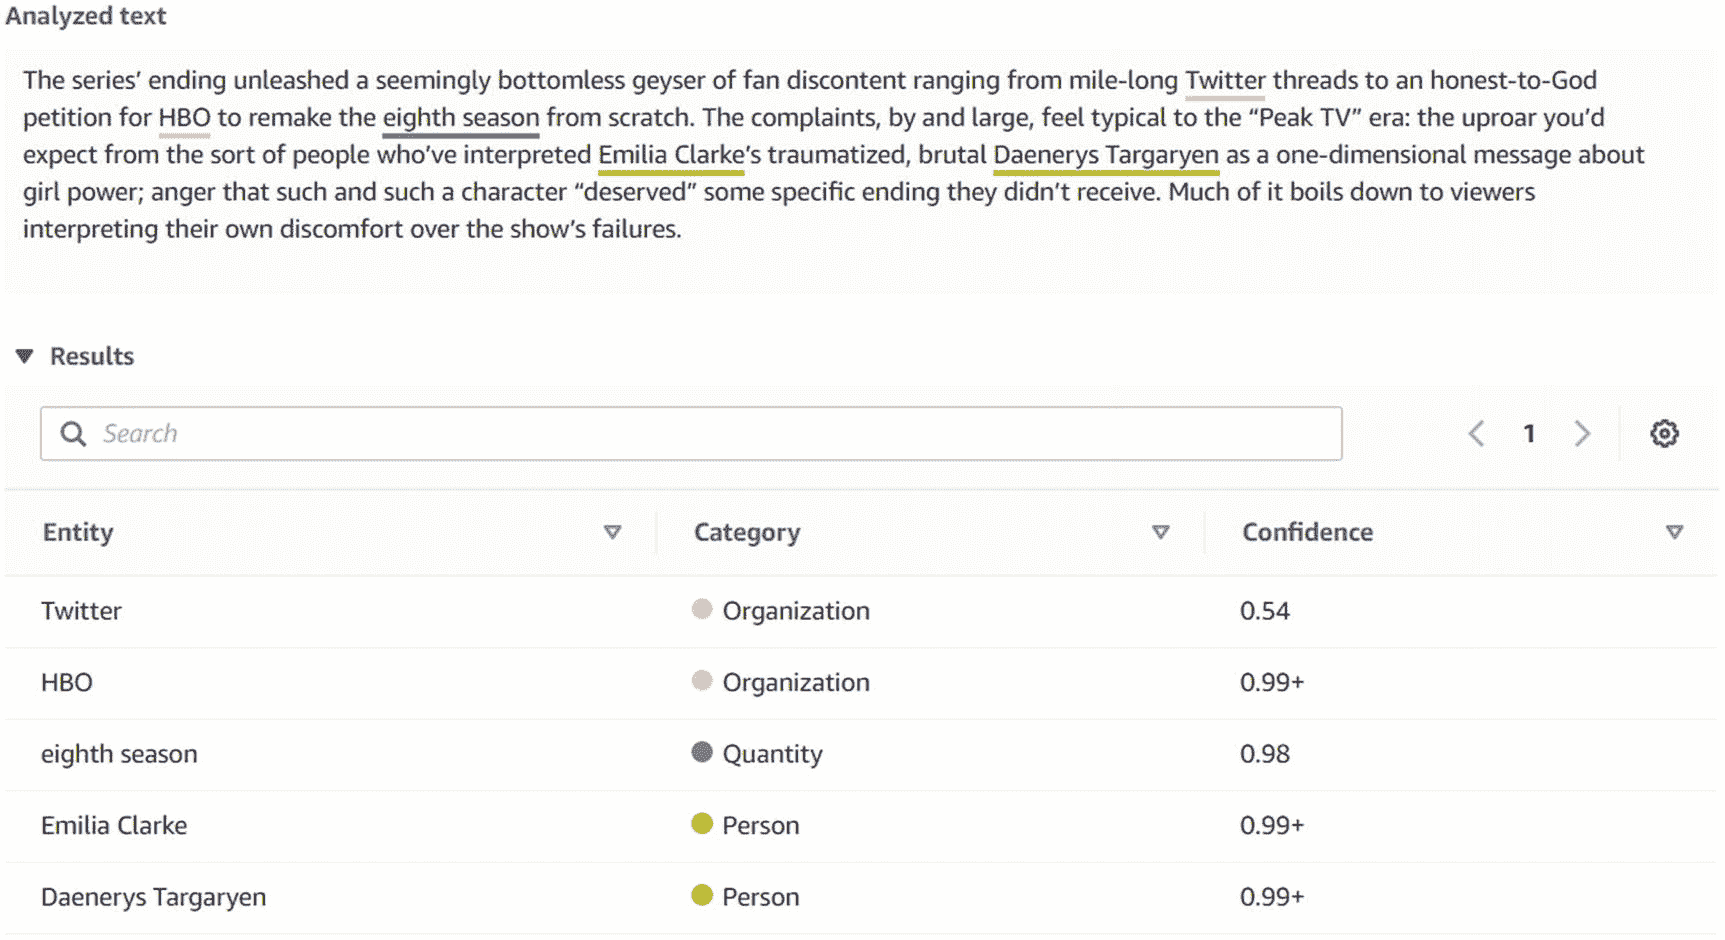 Analyzed text
The series’ ending unleashed a seemingly bottomless geyser of fan discontent ranging from mile-long Twitter threads to an honest-to-God
petition for HBO to remake the eighth season from scratch. The complaints, by and large, feel typical to the “Peak TV” era: the uproar you’d
expect from the sort of people who’ve interpreted Emilia Clarke’s traumatized, brutal Daenerys Targaryen as a one-dimensional message about
girl power; anger that such and such a character “deserved” some specific ending they didn’t receive. Much of it boils down to viewers
interpreting their own discomfort over the show’s failures.
Results
Search 1
Entity Category Confidence
Twitter Organization 0.54
HBO Organization 0.99+
eighth season Quantity 0.98
Emilia Clarke Person 0.99+
Daenerys Targaryen Person 0.99+